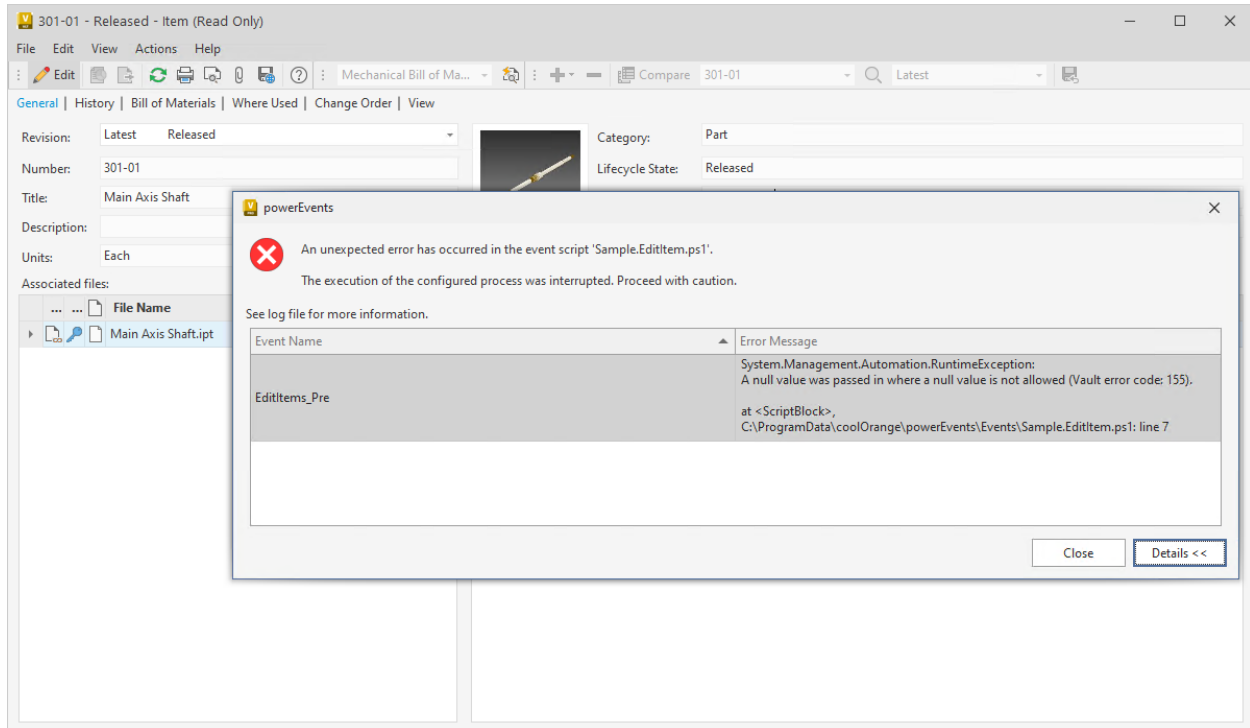 301-01 - Released - Item (Read Only)
File Edit View Actions Help
Edit Mechanical Bill of Ma... Compare 301-01 Latest
General | History | Bill of Materials | Where Used | Change Order | View
Revision: Latest Released Category: Part
Number: 301-01 Lifecycle State: Released
Title: Main Axis Shaft
Description:
Units: Each
Associated files:
... ... File Name
Main Axis Shaft.ipt
powerEvents
An unexpected error has occurred in the event script 'Sample.EditItem.ps1'.
The execution of the configured process was interrupted. Proceed with caution.
See log file for more information.
Event Name Error Message
EditItems_Pre
System.Management.Automation.RuntimeException:
A null value was passed in where a null value is not allowed (Vault error code: 155).
at <ScriptBlock>,
C:\ProgramData\coolOrange\powerEvents\Events\Sample.EditItem.ps1: line 7
Close Details <<